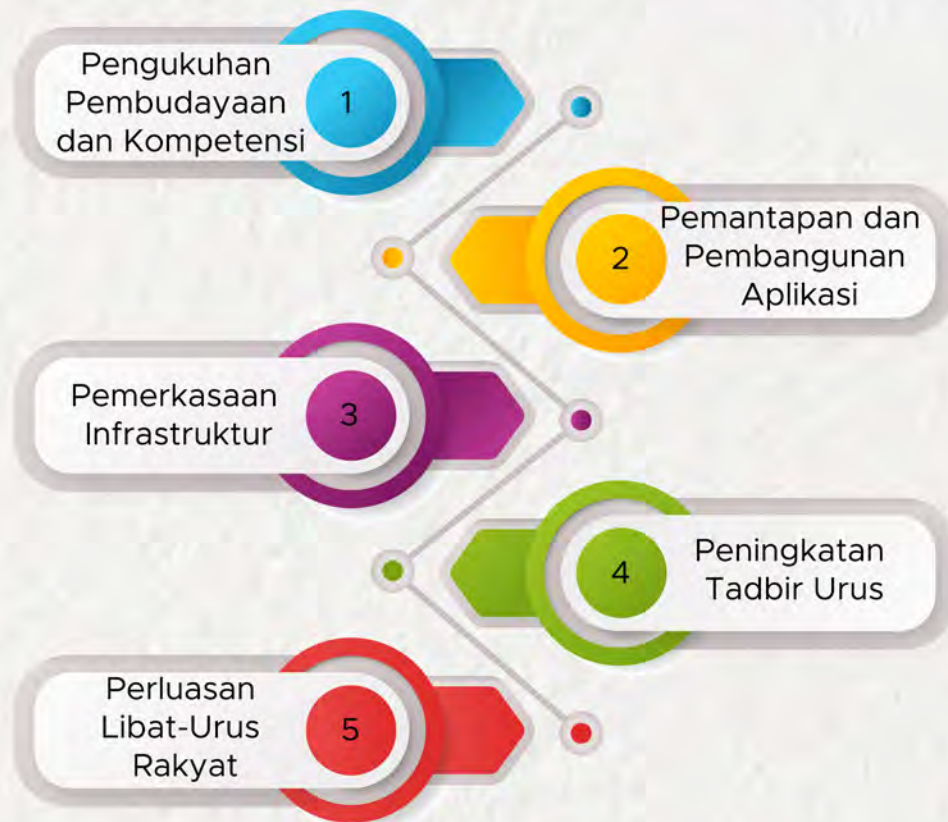 Pengukuhan
Pembudayaan
dan Kompetensi
1
2
Pemantapan dan
Pembangunan
Aplikasi
Pemerkasaan
Infrastruktur
3
4
Peningkatan
Tadbir Urus
Perluasan
Libat-Urus
Rakyat
5